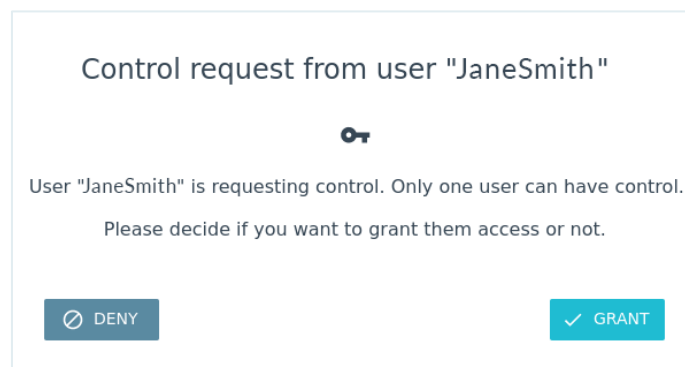 Control request from user "JaneSmith"
User "JaneSmith" is requesting control. Only one user can have control.
Please decide if you want to grant them access or not.
DENY
GRANT